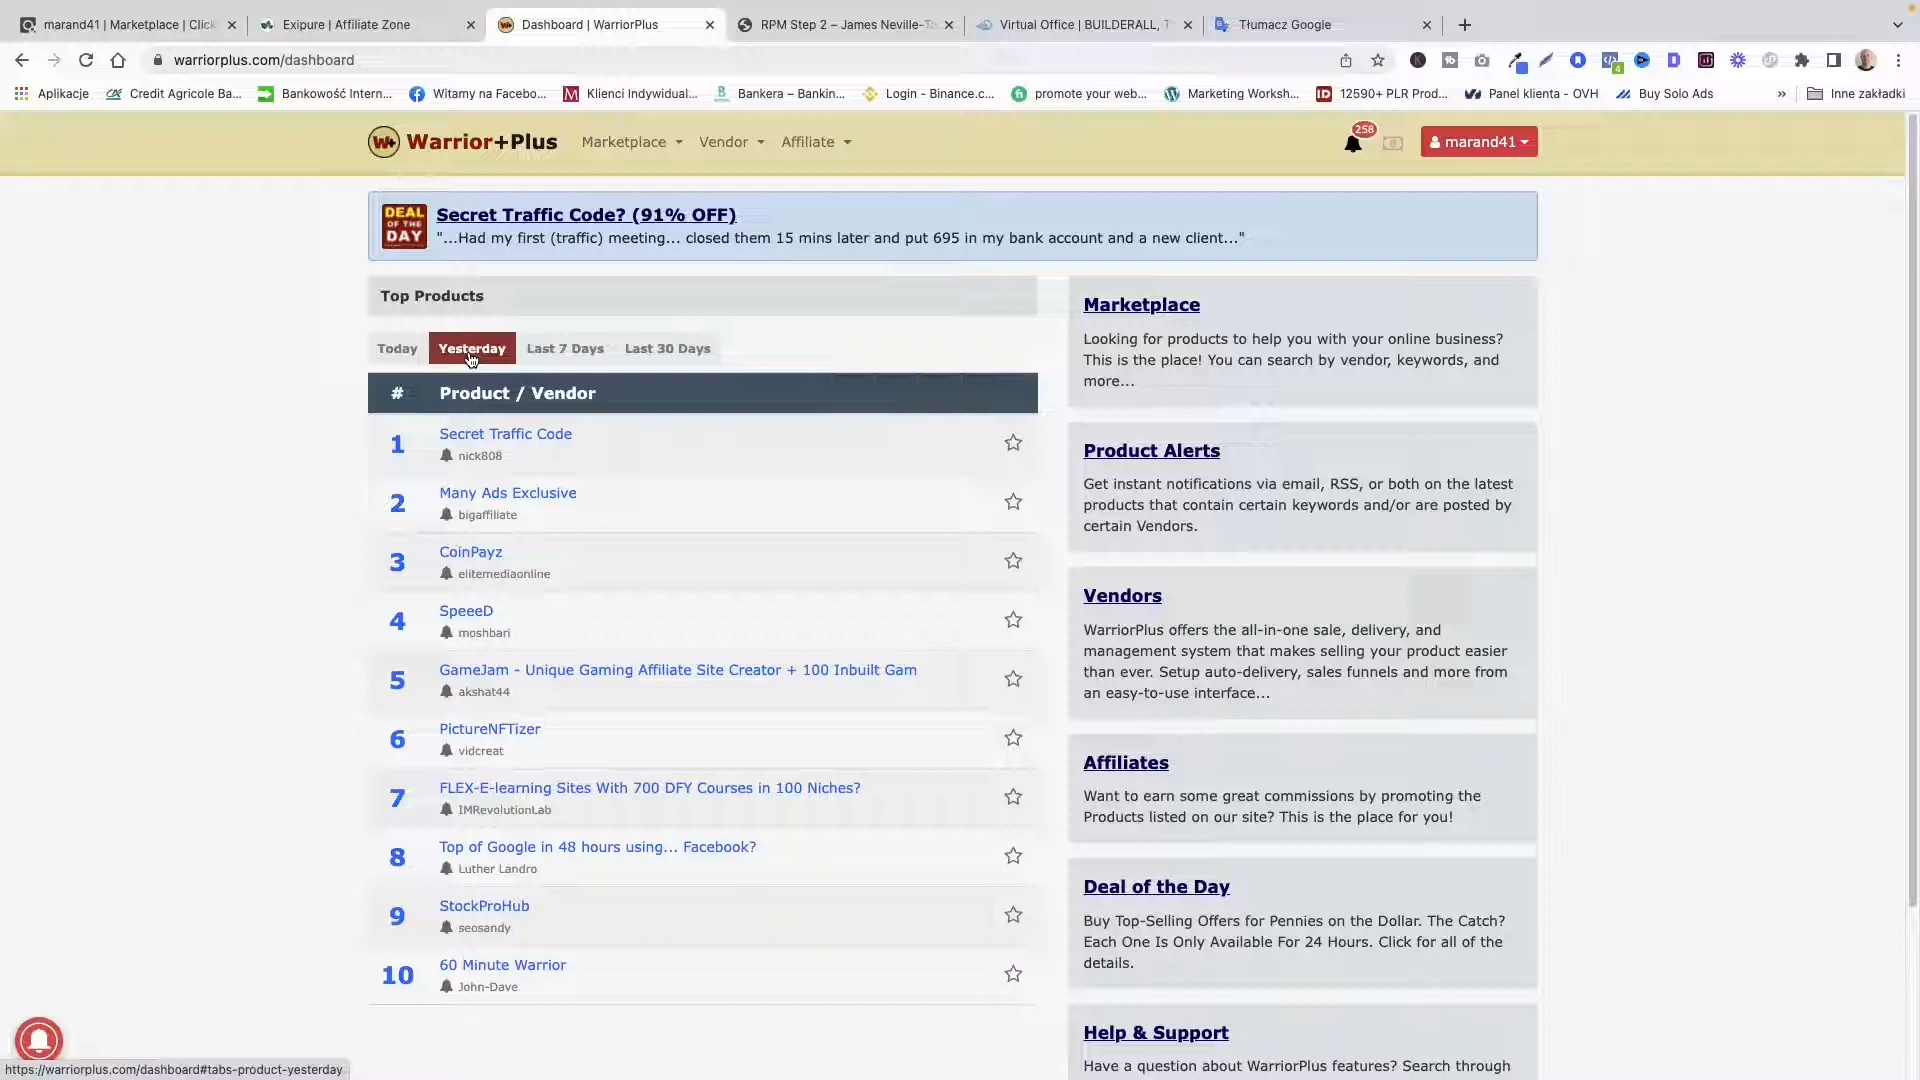 marand41 | Marketplace | Click
Exipure | Affiliate Zone
Dashboard | WarriorPlus
RPM Step 2 – James Neville-Ta
Virtual Office | BUILDERALL, T
Tłumacz Google
warriorplus.com/dashboard
Aplikacje
Credit Agricole Ba...
Bankowość Intern...
Witamy na Facebo...
Klienci Indywidual...
Bankera – Bankin...
Login - Binance.c...
promote your web...
Marketing Worksh...
12590+ PLR Prod...
Panel klienta - OVH
Buy Solo Ads
»
Inne zakładki
W+ Warrior+Plus
Marketplace
Vendor
Affiliate
258
marand41
DEAL OF THE DAY
Secret Traffic Code? (91% OFF)
"...Had my first (traffic) meeting... closed them 15 mins later and put 695 in my bank account and a new client..."
Top Products
Today
Yesterday
Last 7 Days
Last 30 Days
# Product / Vendor
1 Secret Traffic Code
nick808
2 Many Ads Exclusive
bigaffiliate
3 CoinPayz
elitemediaonline
4 SpeeeD
moshbari
5 GameJam - Unique Gaming Affiliate Site Creator + 100 Inbuilt Gam
akshat44
6 PictureNFTizer
vidcreat
7 FLEX-E-learning Sites With 700 DFY Courses in 100 Niches?
IMRevolutionLab
8 Top of Google in 48 hours using... Facebook?
Luther Landro
9 StockProHub
seosandy
10 60 Minute Warrior
John-Dave
Marketplace
Looking for products to help you with your online business?
This is the place! You can search by vendor, keywords, and
more...
Product Alerts
Get instant notifications via email, RSS, or both on the latest
products that contain certain keywords and/or are posted by
certain Vendors.
Vendors
WarriorPlus offers the all-in-one sale, delivery, and
management system that makes selling your product easier
than ever. Setup auto-delivery, sales funnels and more from
an easy-to-use interface...
Affiliates
Want to earn some great commissions by promoting the
Products listed on our site? This is the place for you!
Deal of the Day
Buy Top-Selling Offers for Pennies on the Dollar. The Catch?
Each One Is Only Available For 24 Hours. Click for all of the
details.
Help & Support
Have a question about WarriorPlus features? Search through
https://warriorplus.com/dashboard#tabs-product-yesterday